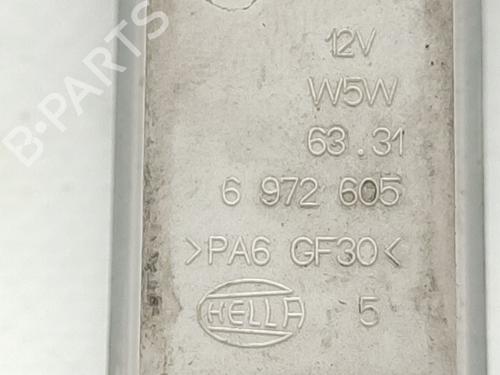 B-PARTS
12V
W5W
63.31
6 972 605
>PA6 GF30<
HELLA 5